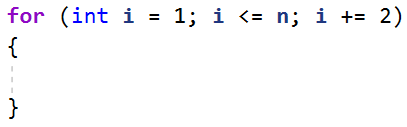 for (int i = 1; i <= n; i += 2)
{
}